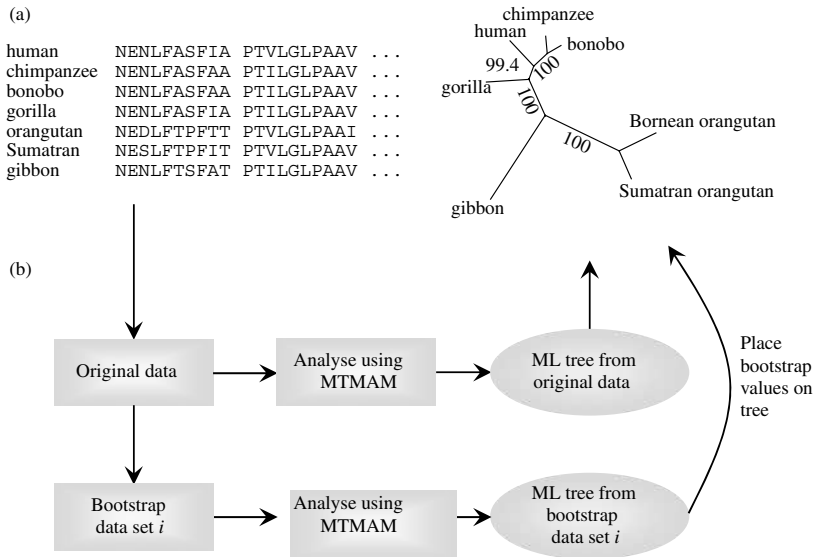 (a)
human NENLFASFIA PTVLGLPAAV ...
chimpanzee NENLFASFAA PTILGLPAAV ...
bonobo NENLFASFAA PTILGLPAAV ...
gorilla NENLFASFIA PTVLGLPAAV ...
orangutan NEDLFTPFTT PTVLGLPAAI ...
Sumatran NESLFTPFIT PTVLGLPAAV ...
gibbon NENLFTSFAT PTILGLPAAV ...
chimpanzee
human
bonobo
99.4
100
gorilla
100
Bornean orangutan
100
Sumatran orangutan
gibbon
(b)
Original data
Analyse using
MTMAM
ML tree from
original data
Place
bootstrap
values on
tree
Bootstrap
data set i
Analyse using
MTMAM
ML tree from
bootstrap
data set i